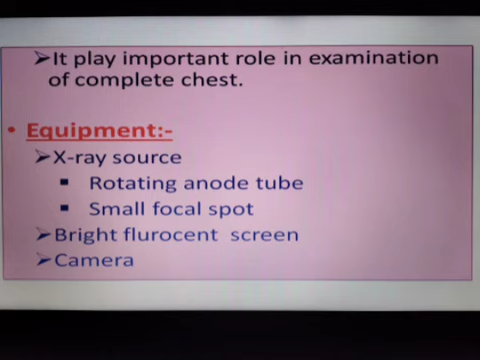 ➢It play important role in examination
of complete chest.
• Equipment:-
➢X-ray source
▪ Rotating anode tube
▪ Small focal spot
➢Bright flurocent screen
➢Camera